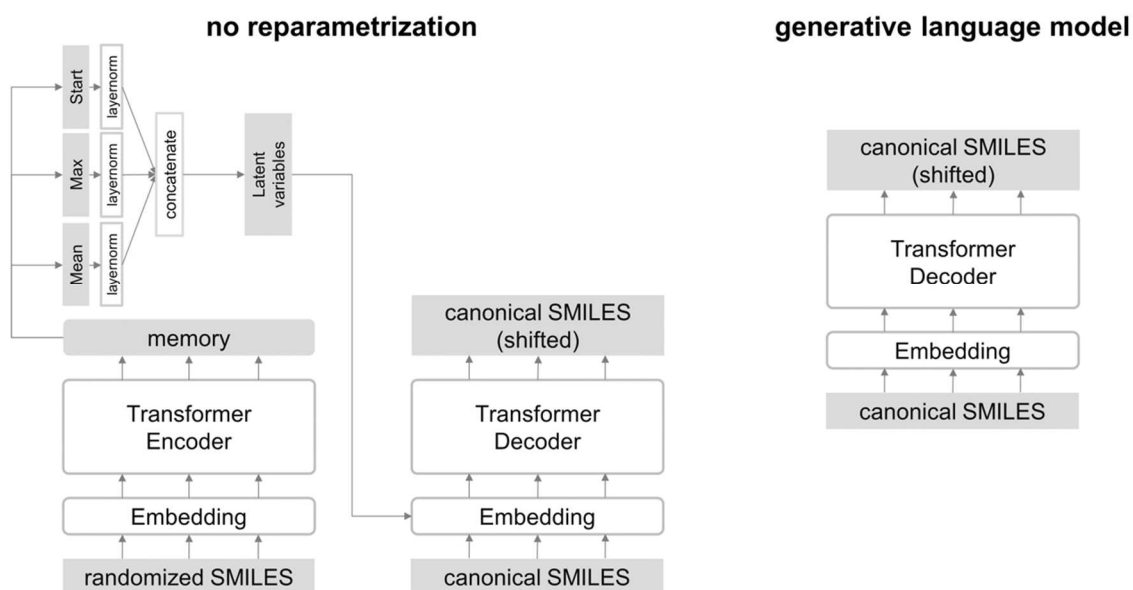 no reparametrization
generative language model
Start
layernorm
Max
layernorm
Mean
layernorm
concatenate
Latent
variables
memory
Transformer
Encoder
Embedding
randomized SMILES
canonical SMILES
(shifted)
Transformer
Decoder
Embedding
canonical SMILES
canonical SMILES
(shifted)
Transformer
Decoder
Embedding
canonical SMILES